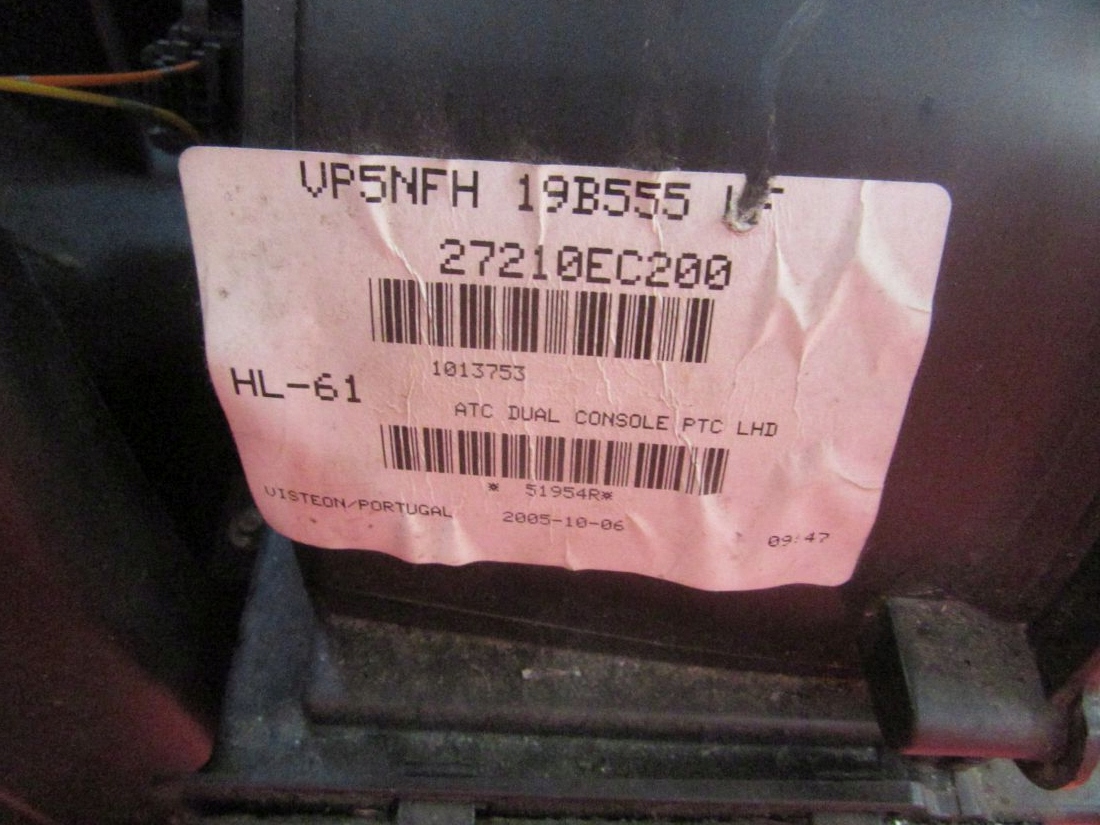 VP5NFH 19B555
27210EC200
1013753
HL-61
ATC DUAL CONSOLE PTC LHD
* 51954R*
VISTEON/PORTUGAL 2005-10-06 09:47